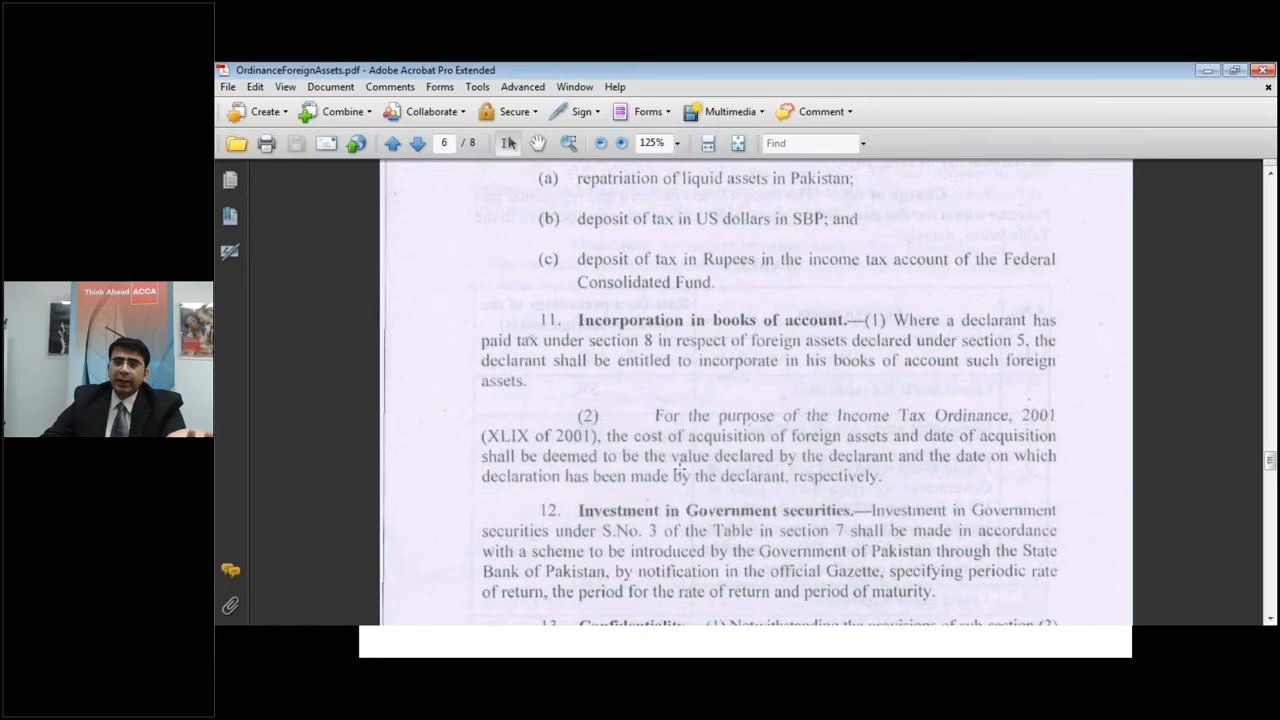 OrdinanceForeignAssets.pdf - Adobe Acrobat Pro Extended
File Edit View Document Comments Forms Tools Advanced Window Help
Create Combine Collaborate Secure Sign Forms Multimedia Comment
6 / 8 125% Find
(a) repatriation of liquid assets in Pakistan;
(b) deposit of tax in US dollars in SBP; and
(c) deposit of tax in Rupees in the income tax account of the Federal
Consolidated Fund.
11. Incorporation in books of account.—(1) Where a declarant has
paid tax under section 8 in respect of foreign assets declared under section 5, the
declarant shall be entitled to incorporate in his books of account such foreign
assets.
(2) For the purpose of the Income Tax Ordinance, 2001
(XLIX of 2001), the cost of acquisition of foreign assets and date of acquisition
shall be deemed to be the value declared by the declarant and the date on which
declaration has been made by the declarant, respectively.
12. Investment in Government securities.—Investment in Government
securities under S.No. 3 of the Table in section 7 shall be made in accordance
with a scheme to be introduced by the Government of Pakistan through the State
Bank of Pakistan, by notification in the official Gazette, specifying periodic rate
of return, the period for the rate of return and period of maturity.
13. Confidentiality.—(1) Notwithstanding the provisions of sub-section (3)
Think Ahead ACCA